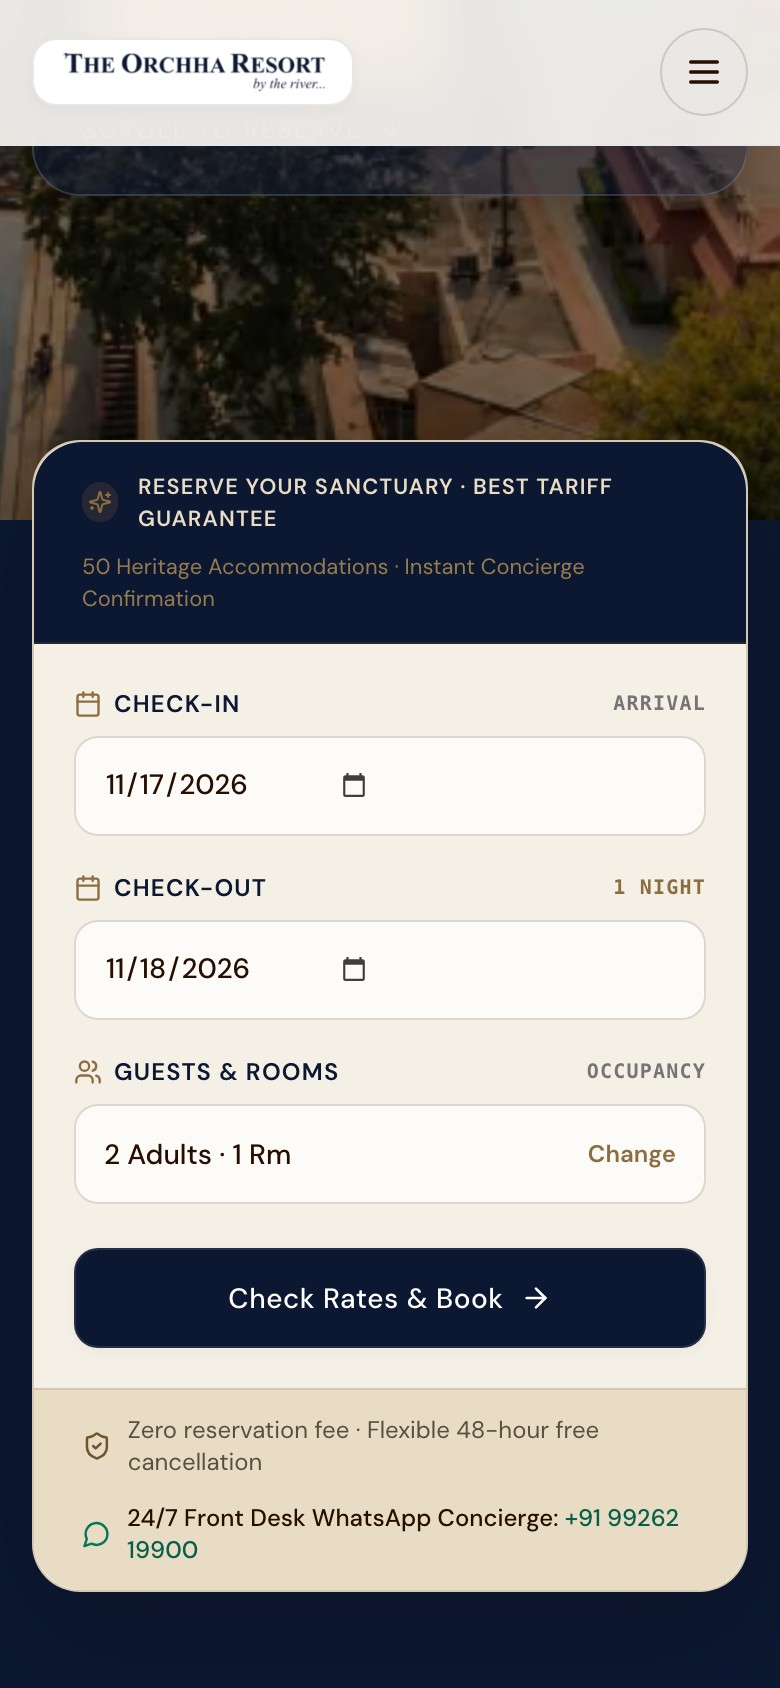 THE ORCHHA RESORT
by the river...
SCROLL TO RESERVE ↓
RESERVE YOUR SANCTUARY · BEST TARIFF
GUARANTEE
50 Heritage Accommodations · Instant Concierge
Confirmation
CHECK-IN ARRIVAL
11/17/2026
CHECK-OUT 1 NIGHT
11/18/2026
GUESTS & ROOMS OCCUPANCY
2 Adults · 1 Rm Change
Check Rates & Book →
Zero reservation fee · Flexible 48-hour free
cancellation
24/7 Front Desk WhatsApp Concierge: +91 99262
19900